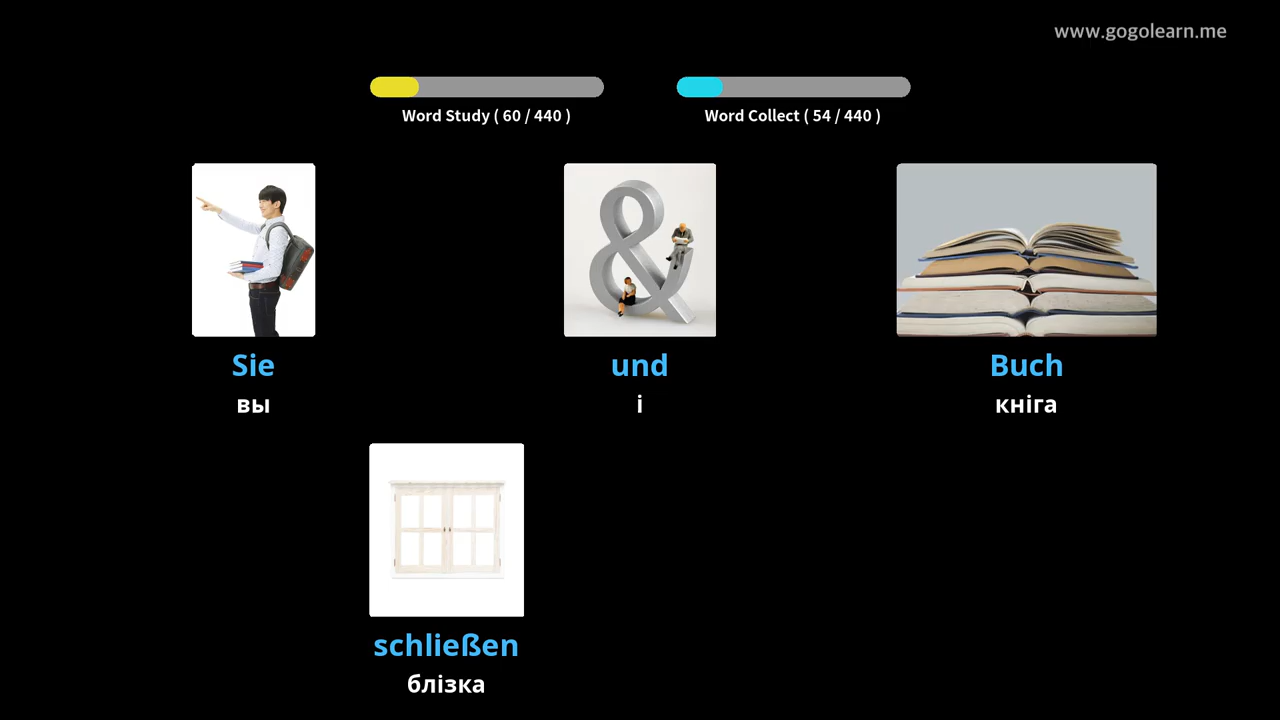 www.gogolearn.me
Word Study ( 60 / 440 )
Word Collect ( 54 / 440 )
Sie
вы
und
і
Buch
кніга
schließen
блізка